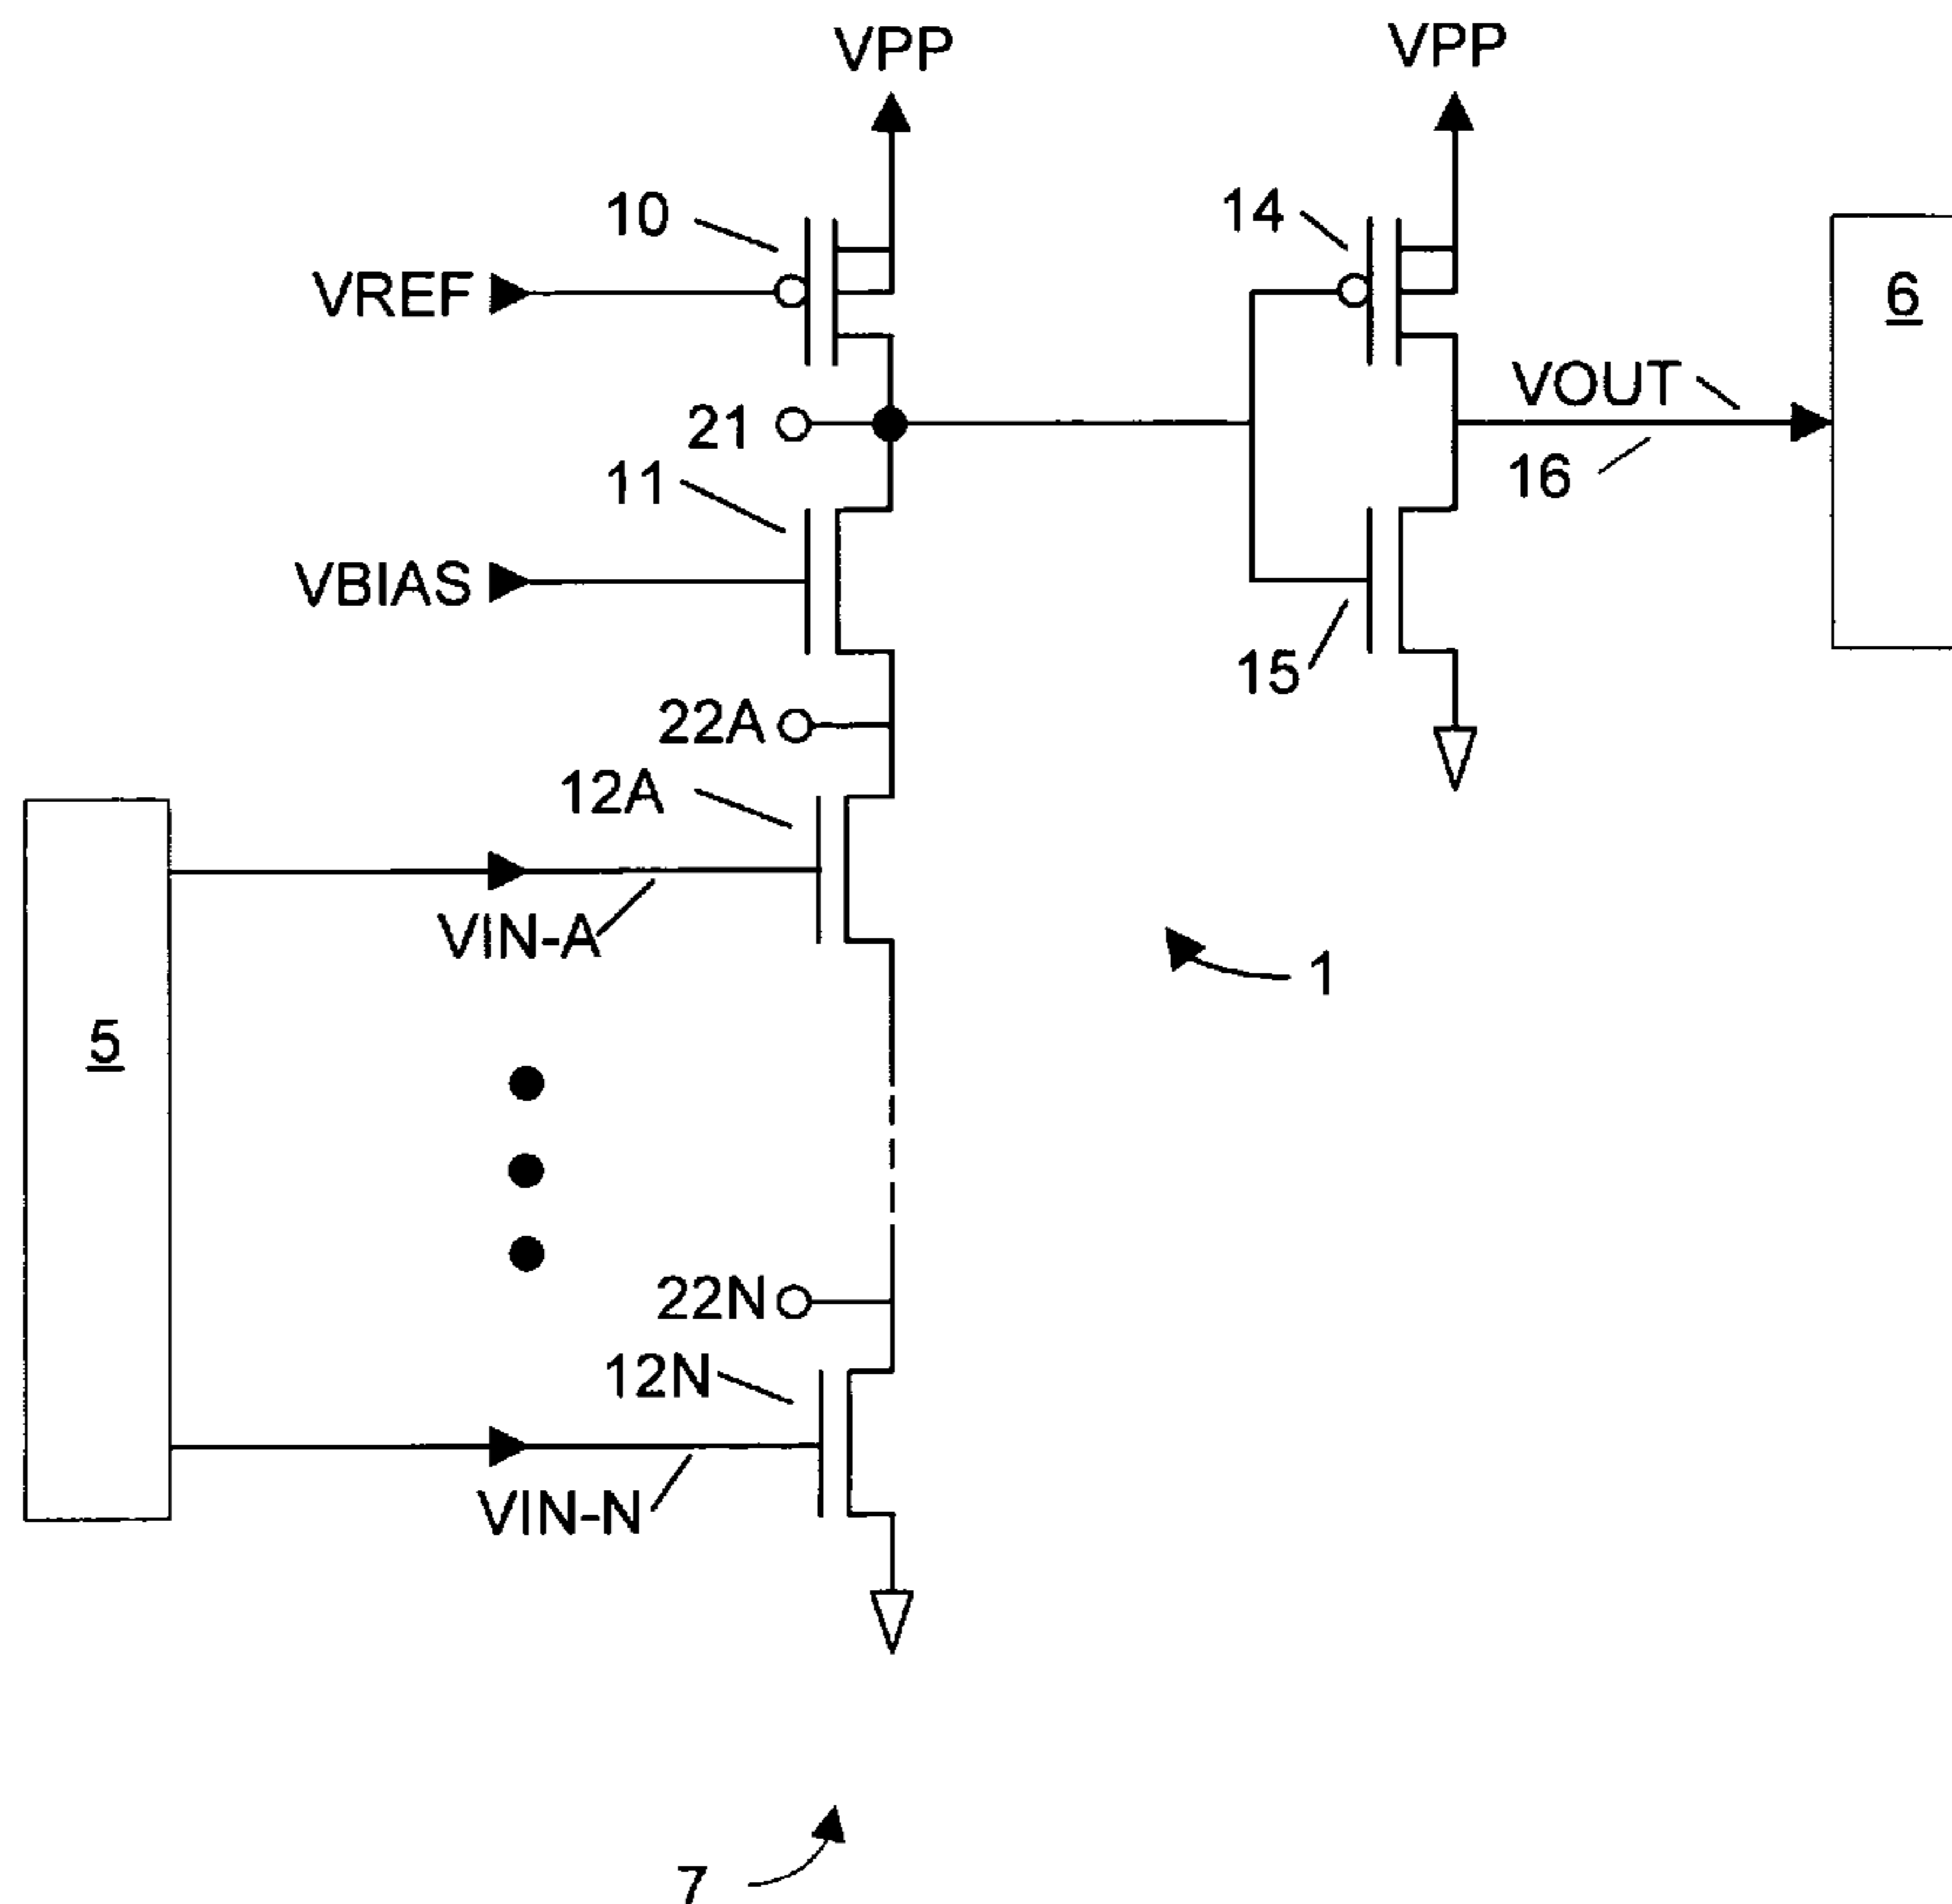 VPP
VPP
10
14
VREF
6
VOUT
21
11
16
VBIAS
15
22A
12A
VIN-A
1
5
22N
12N
VIN-N
7